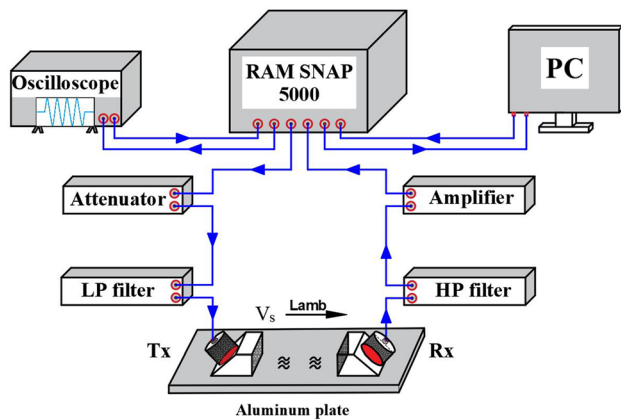 Oscilloscope
RAM SNAP
5000
PC
Attenuator
Amplifier
LP filter
HP filter
Vs
Lamb
Tx
Rx
≋ ≋
Aluminum plate